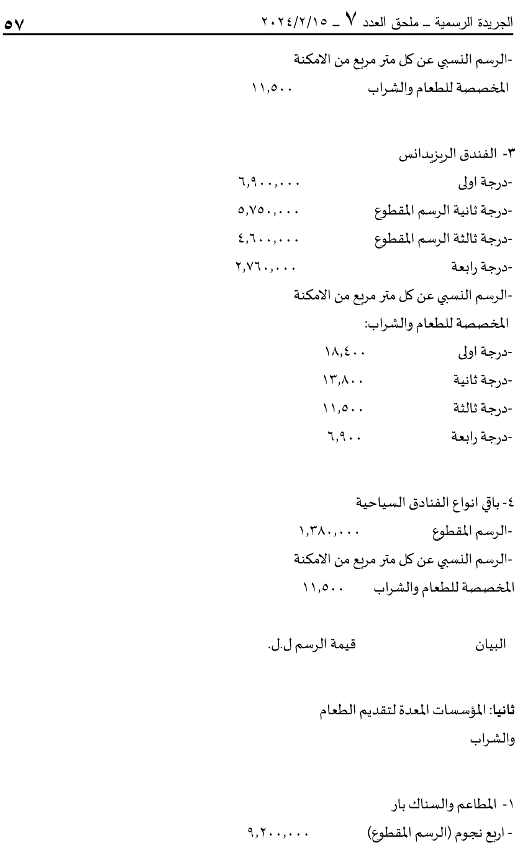 الجريدة الرسمية – ملحق العدد ٧ – ٢٠٢٤/٢/١٥ ٥٧
-الرسم النسبي عن كل متر مربع من الامكنة
المخصصة للطعام والشراب ١١,٥٠٠
٣- الفندق الريزيدانس
-درجة اولى ٦,٩٠٠,٠٠٠
-درجة ثانية الرسم المقطوع ٥,٧٥٠,٠٠٠
-درجة ثالثة الرسم المقطوع ٤,٦٠٠,٠٠٠
-درجة رابعة ٢,٧٦٠,٠٠٠
-الرسم النسبي عن كل متر مربع من الامكنة
المخصصة للطعام والشراب:
-درجة اولى ١٨,٤٠٠
-درجة ثانية ١٣,٨٠٠
-درجة ثالثة ١١,٥٠٠
-درجة رابعة ٦,٩٠٠
٤- باقي انواع الفنادق السياحية
-الرسم المقطوع ١,٣٨٠,٠٠٠
-الرسم النسبي عن كل متر مربع من الامكنة
المخصصة للطعام والشراب ١١,٥٠٠
البيان قيمة الرسم ل.ل.
ثانيا: المؤسسات المعدة لتقديم الطعام
والشراب
١- المطاعم والسناك بار
- اربع نجوم (الرسم المقطوع) ٩,٢٠٠,٠٠٠